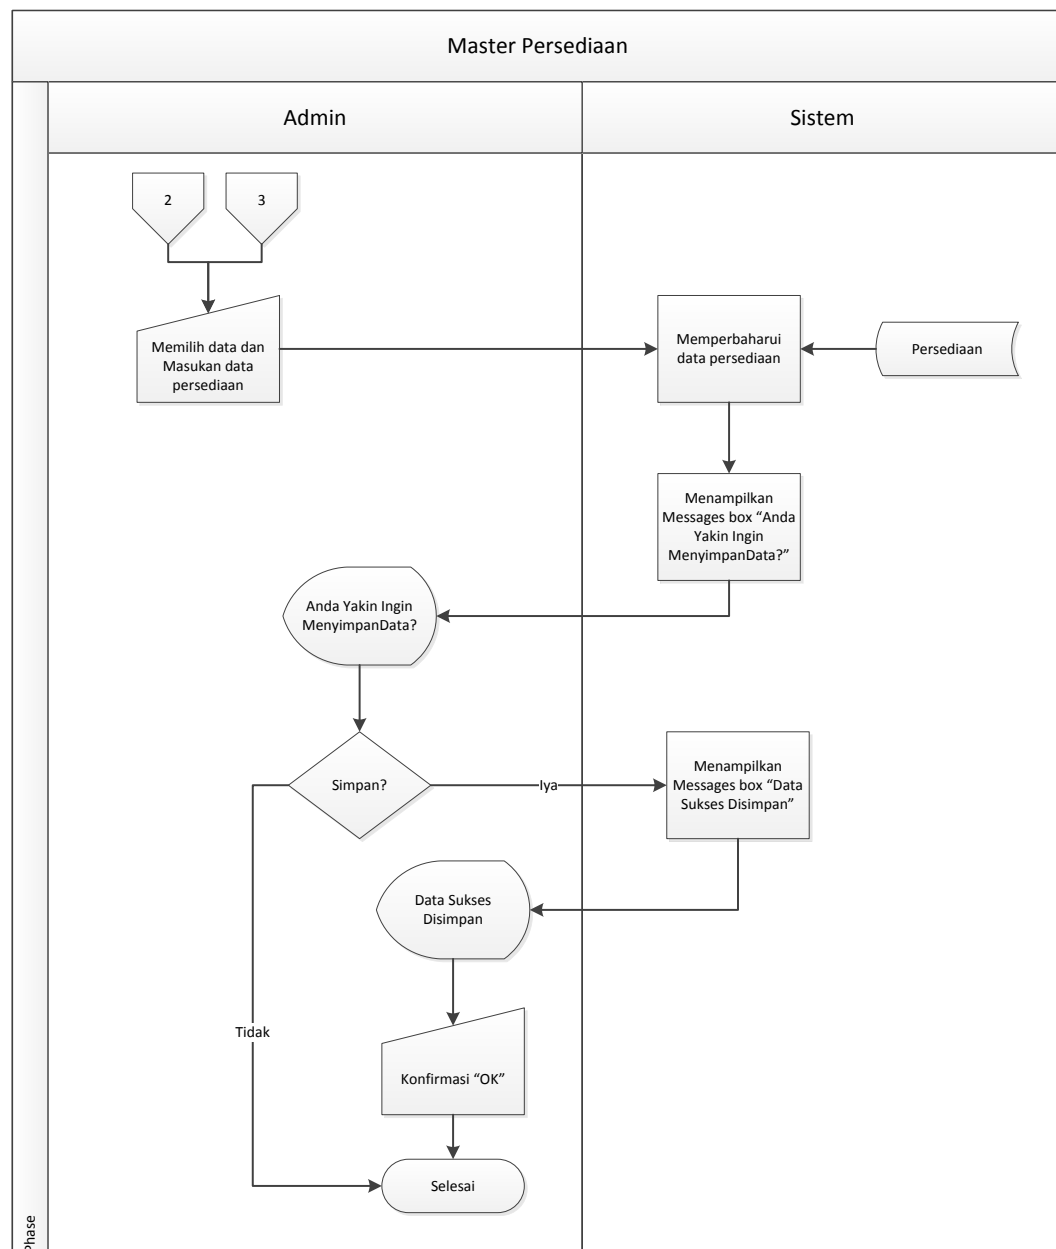 Master Persediaan
Admin
Sistem
2
3
Memilih data dan
Masukan data
persediaan
Memperbaharui
data persediaan
Persediaan
Menampilkan
Messages box “Anda
Yakin Ingin
MenyimpanData?”
Anda Yakin Ingin
MenyimpanData?
Simpan?
Iya
Menampilkan
Messages box “Data
Sukses Disimpan”
Data Sukses
Disimpan
Tidak
Konfirmasi “OK”
Selesai
Phase